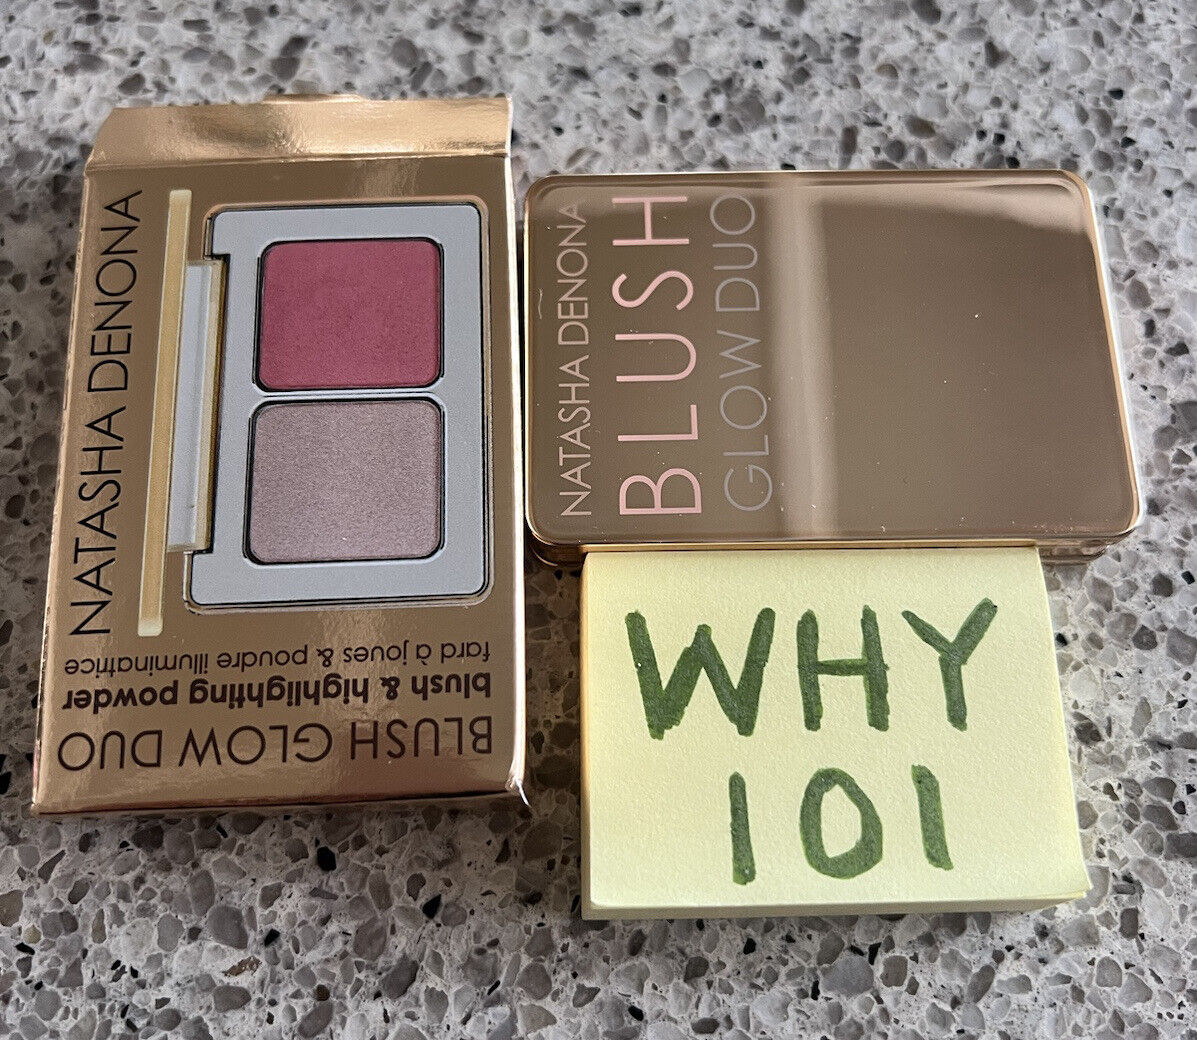 NATASHA DENONA
BLUSH GLOW DUO
blush & highlighting powder
fard à joues & poudre illuminatrice
NATASHA DENONA
BLUSH
GLOW DUO
WHY
101